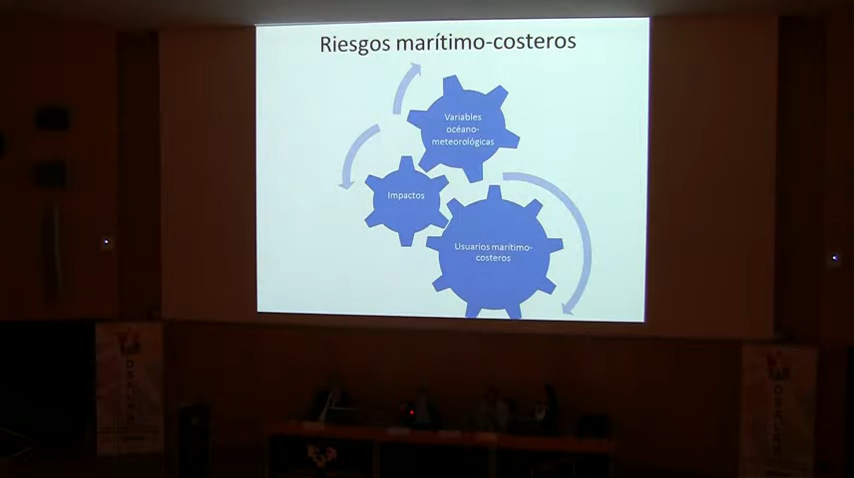 Riesgos marítimo-costeros
Variables
océano-
meteorológicas
Impactos
Usuarios marítimo-
costeros